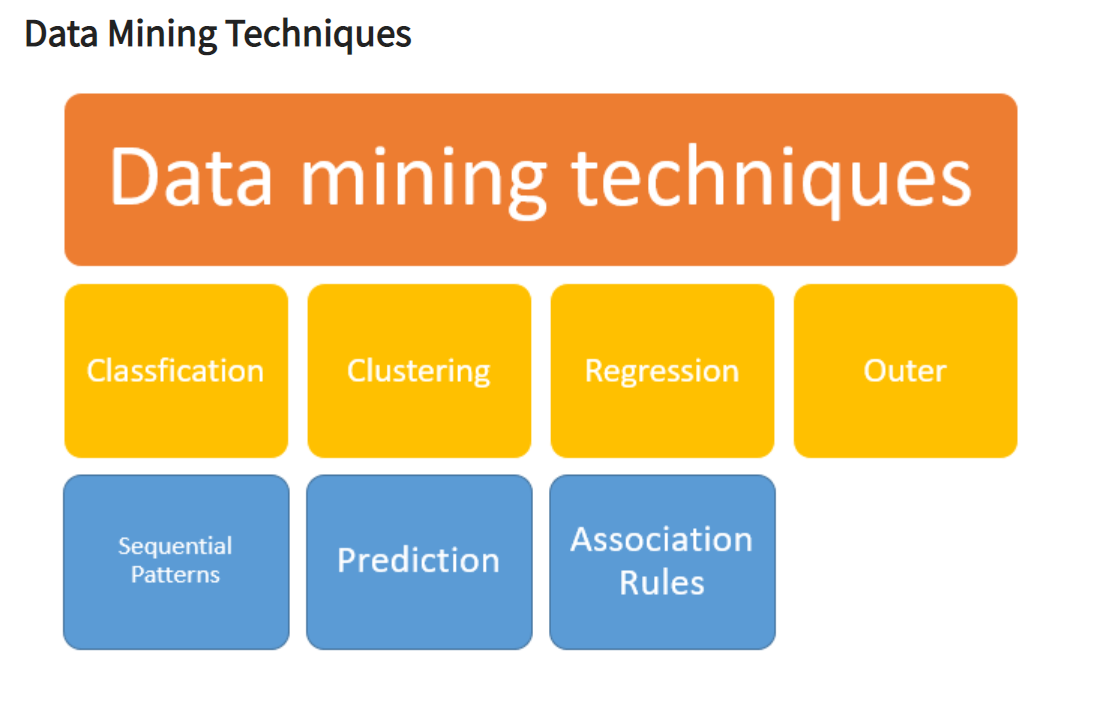 Data Mining Techniques
Data mining techniques
Classfication
Clustering
Regression
Outer
Sequential
Patterns
Prediction
Association
Rules